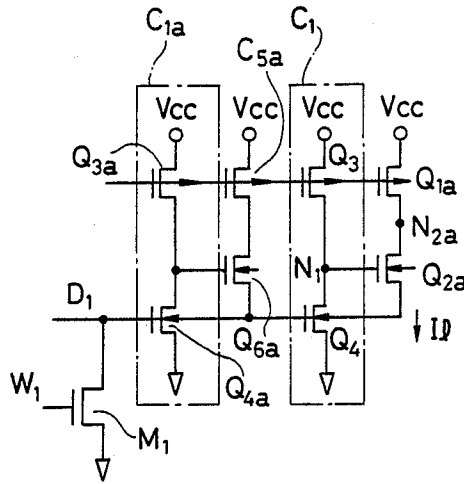 C1a C5a C1
Vcc Vcc Vcc Vcc
Q3a Q3 Q1a
N2a
N1 Q2a
D1 Q6a Q4 Iℓ
Q4a
W1
M1